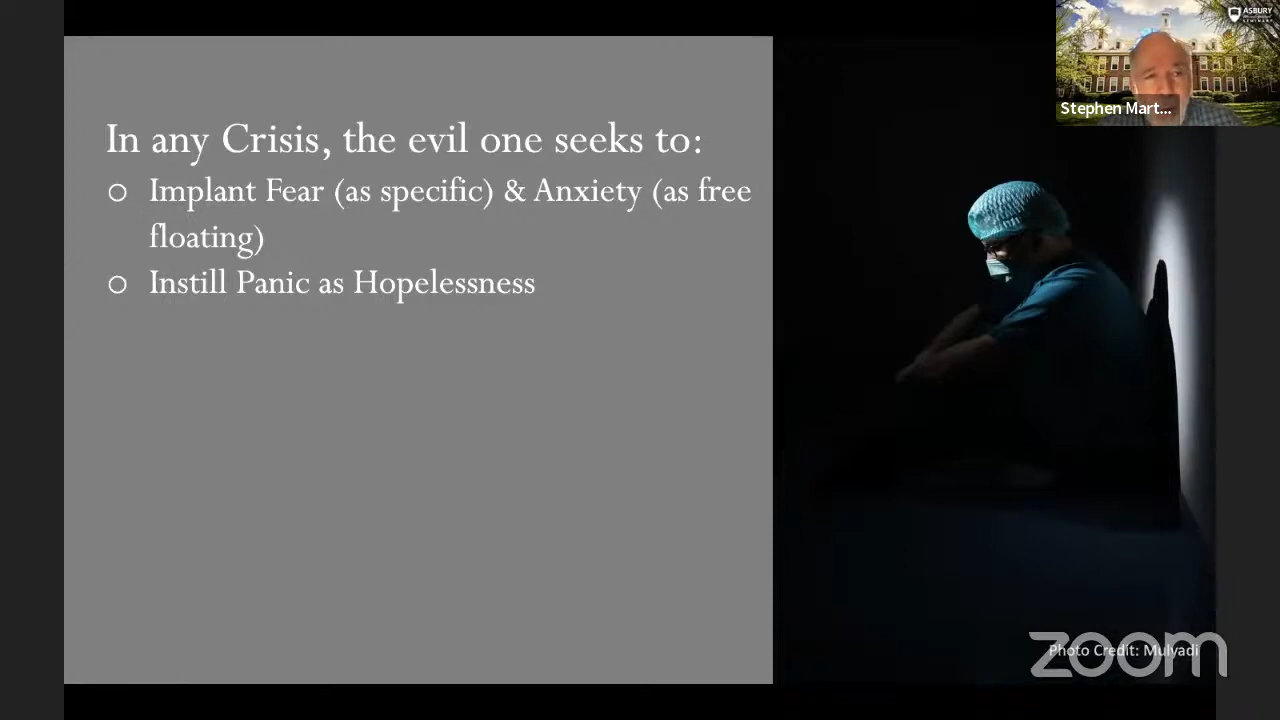 ASBURY
Stephen Mart...
In any Crisis, the evil one seeks to:
○ Implant Fear (as specific) & Anxiety (as free
floating)
○ Instill Panic as Hopelessness
Photo Credit: Mulyadi
zoom